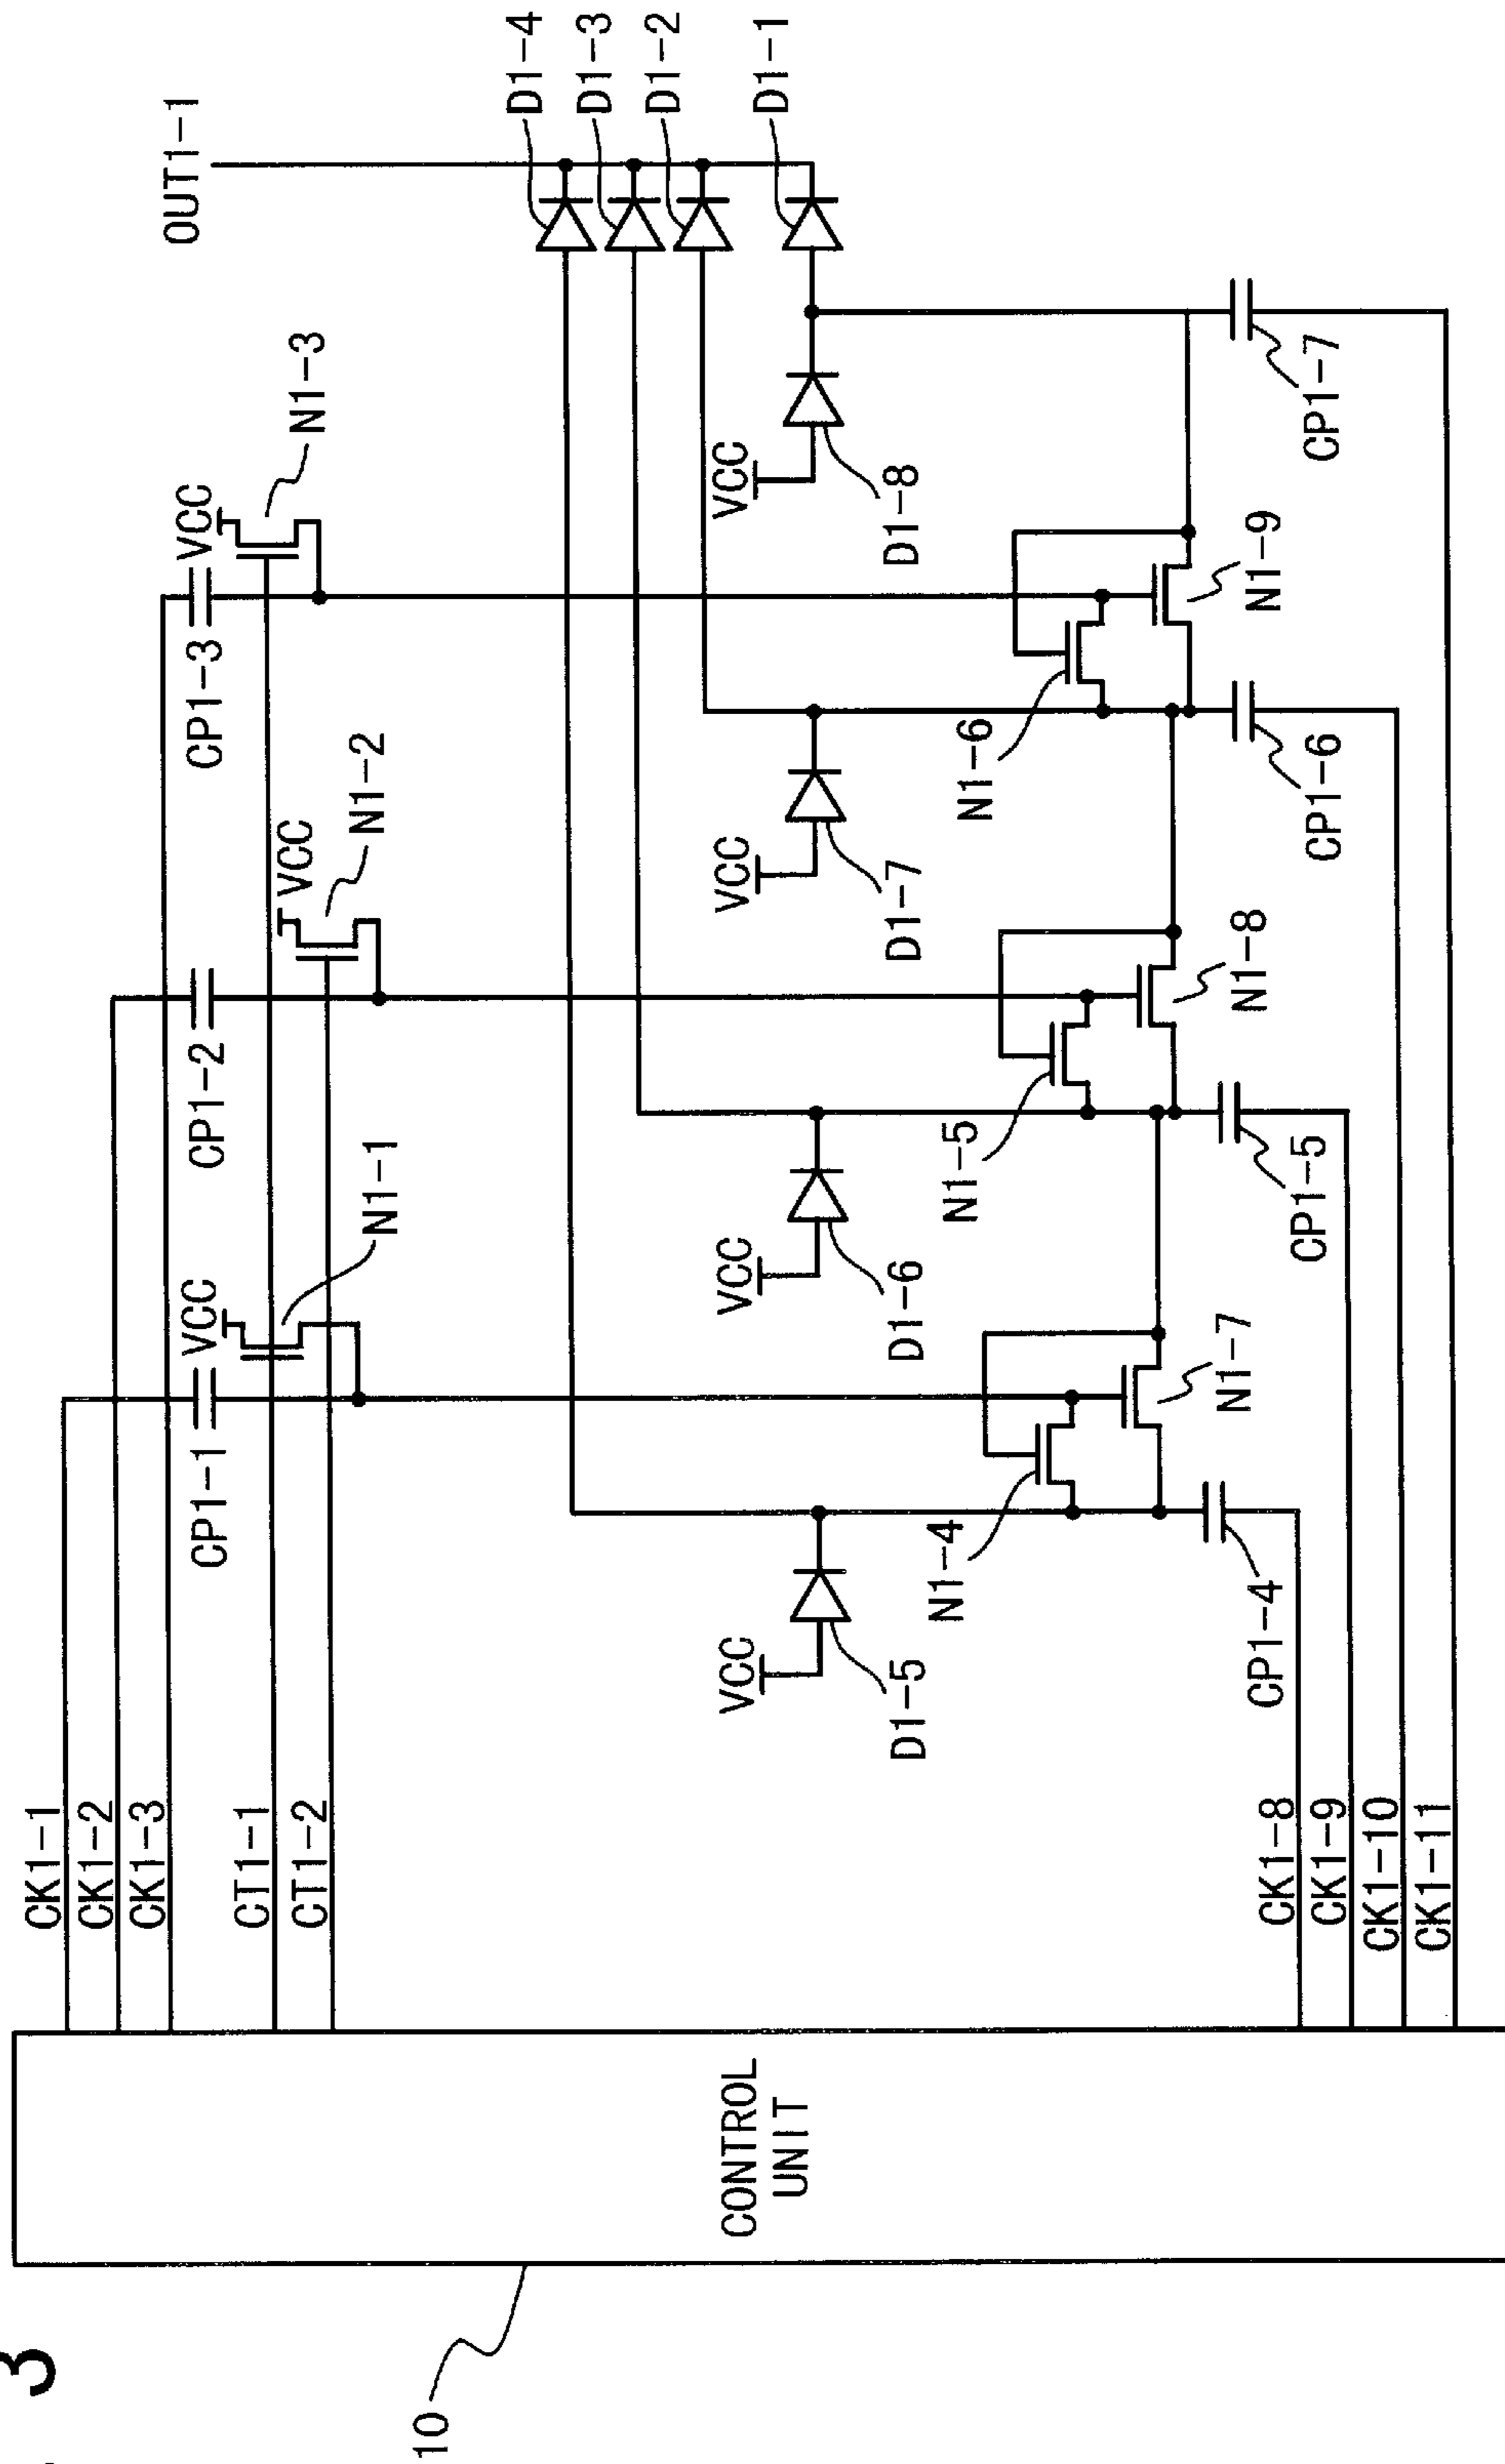 3
10
CONTROL
UNIT
CK1-1
CK1-2
CK1-3
CT1-1
CT1-2
CK1-8
CK1-9
CK1-10
CK1-11
CP1-1
VCC
N1-1
CP1-2
VCC
N1-2
CP1-3
VCC
N1-3
OUT1-1
D1-4
D1-3
D1-2
D1-1
VCC
D1-5
VCC
D1-6
VCC
D1-7
VCC
D1-8
N1-4
N1-7
N1-5
N1-8
N1-6
N1-9
CP1-4
CP1-5
CP1-6
CP1-7